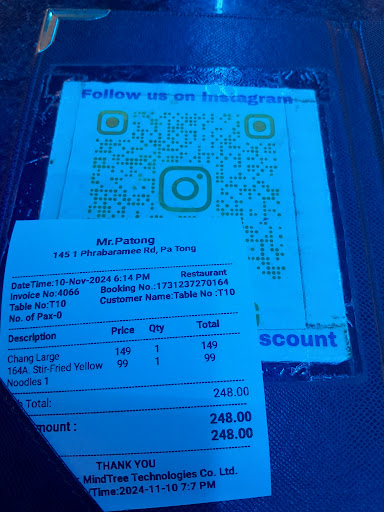 Follow us on Instagram
Mr.Patong
145 1 Phrabaramee Rd, Pa Tong
DateTime:10-Nov-2024 6:14 PM Restaurant
Invoice No:4066 Booking No.:1731237270164
Table No:T10 Customer Name:Table No :T10
No. of Pax-0
Description Price Qty Total
Chang Large 149 1 149
164A. Stir-Fried Yellow 99 1 99
Noodles 1
Total: 248.00
mount : 248.00
248.00
THANK YOU
MindTree Technologies Co. Ltd.
Time:2024-11-10 7:7 PM
scount